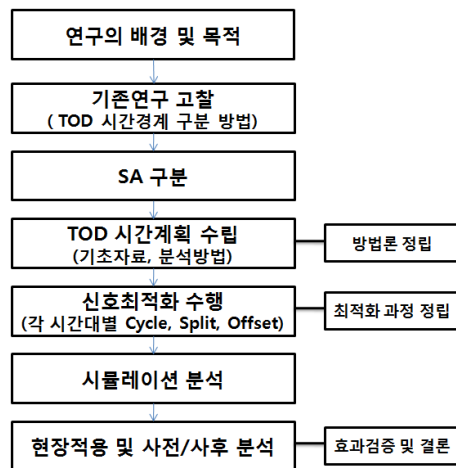 연구의 배경 및 목적
기존연구 고찰
( TOD 시간경계 구분 방법)
SA 구분
TOD 시간계획 수립
(기초자료, 분석방법)
방법론 정립
신호최적화 수행
(각 시간대별 Cycle, Split, Offset)
최적화 과정 정립
시뮬레이션 분석
현장적용 및 사전/사후 분석
효과검증 및 결론